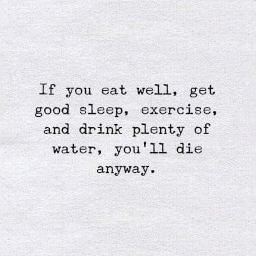 If you eat well, get
good sleep, exercise,
and drink plenty of
water, you'll die
anyway.